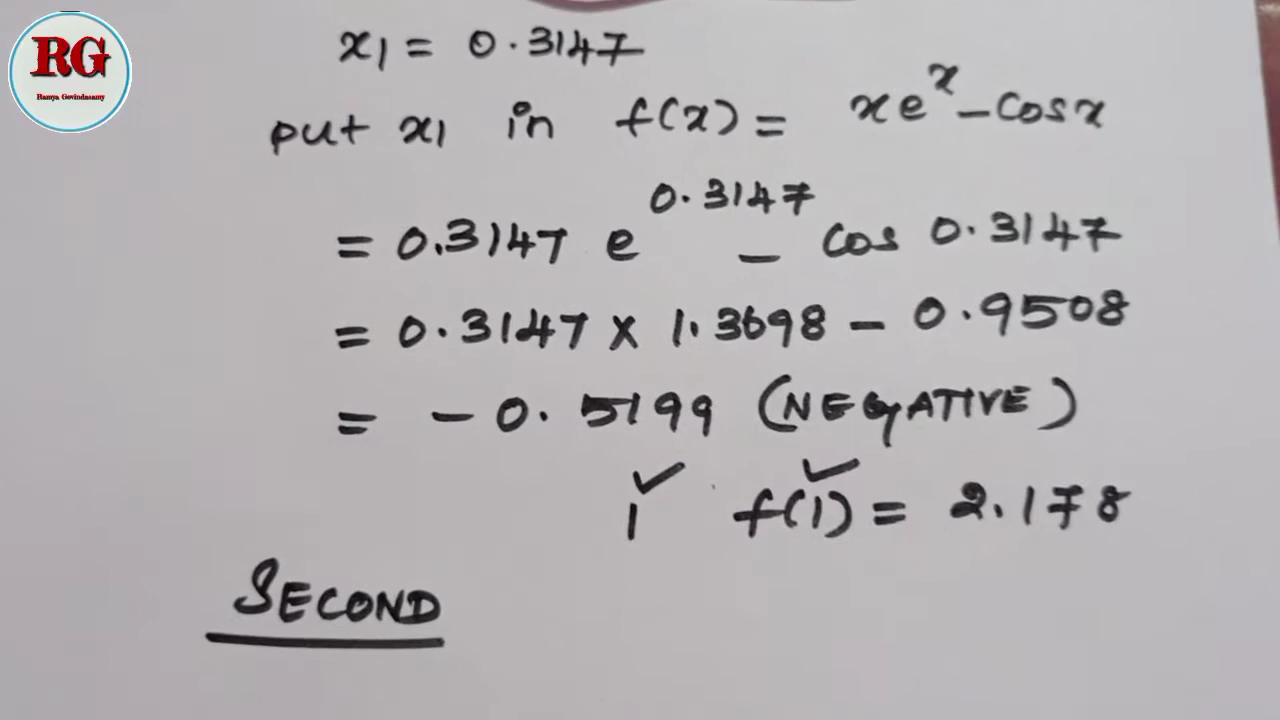 RG
Ramya Govindasamy
x1 = 0.3147
put x1 in f(x) = xe^x - cosx
= 0.3147 e^0.3147 - cos 0.3147
= 0.3147 x 1.3698 - 0.9508
= - 0.5199 (NEGATIVE)
✓ ✓
1 f(1) = 2.178
SECOND